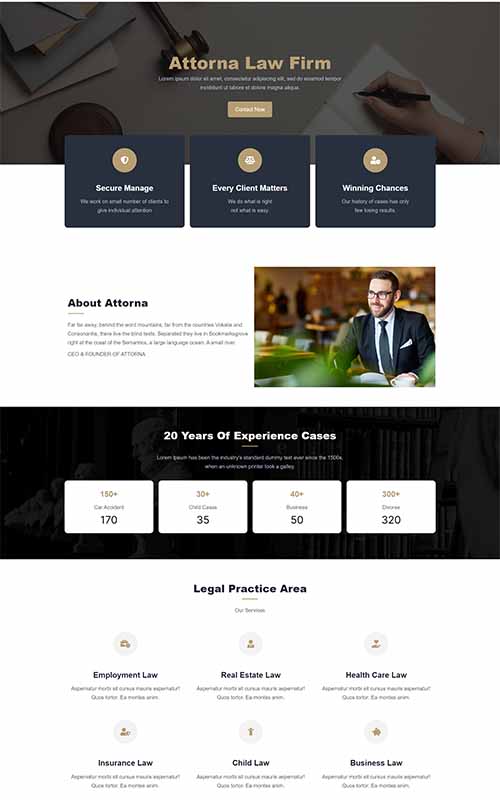 Attorna Law Firm
Lorem ipsum dolor sit amet, consectetur adipiscing elit, sed do eiusmod tempor
incididunt ut labore et dolore magna aliqua.
Contact Now
Secure Manage
We work on small number of clients to
give individual attention
Every Client Matters
We do what is right
not what is easy.
Winning Chances
Our history of cases has only
few losing results.
About Attorna
Far far away, behind the word mountains, far from the countries Vokalia and
Consonantia, there live the blind texts. Separated they live in Bookmarksgrove
right at the coast of the Semantics, a large language ocean. A small river.
CEO & FOUNDER OF ATTORNA
20 Years Of Experience Cases
Lorem Ipsum has been the industry's standard dummy text ever since the 1500s,
when an unknown printer took a galley.
150+
Car Accident
170
30+
Child Cases
35
40+
Business
50
300+
Divorse
320
Legal Practice Area
Our Services
Employment Law
Aspernatur morbi sit cursus mauris aspernatur!
Quos tortor. Ea montes.
Real Estate Law
Aspernatur morbi sit cursus mauris aspernatur!
Quos tortor. Ea montes.
Health Care Law
Aspernatur morbi sit cursus mauris aspernatur!
Quos tortor. Ea montes.
Insurance Law
Aspernatur morbi sit cursus mauris aspernatur!
Quos tortor. Ea montes.
Child Law
Aspernatur morbi sit cursus mauris aspernatur!
Quos tortor. Ea montes.
Business Law
Aspernatur morbi sit cursus mauris aspernatur!
Quos tortor. Ea montes.